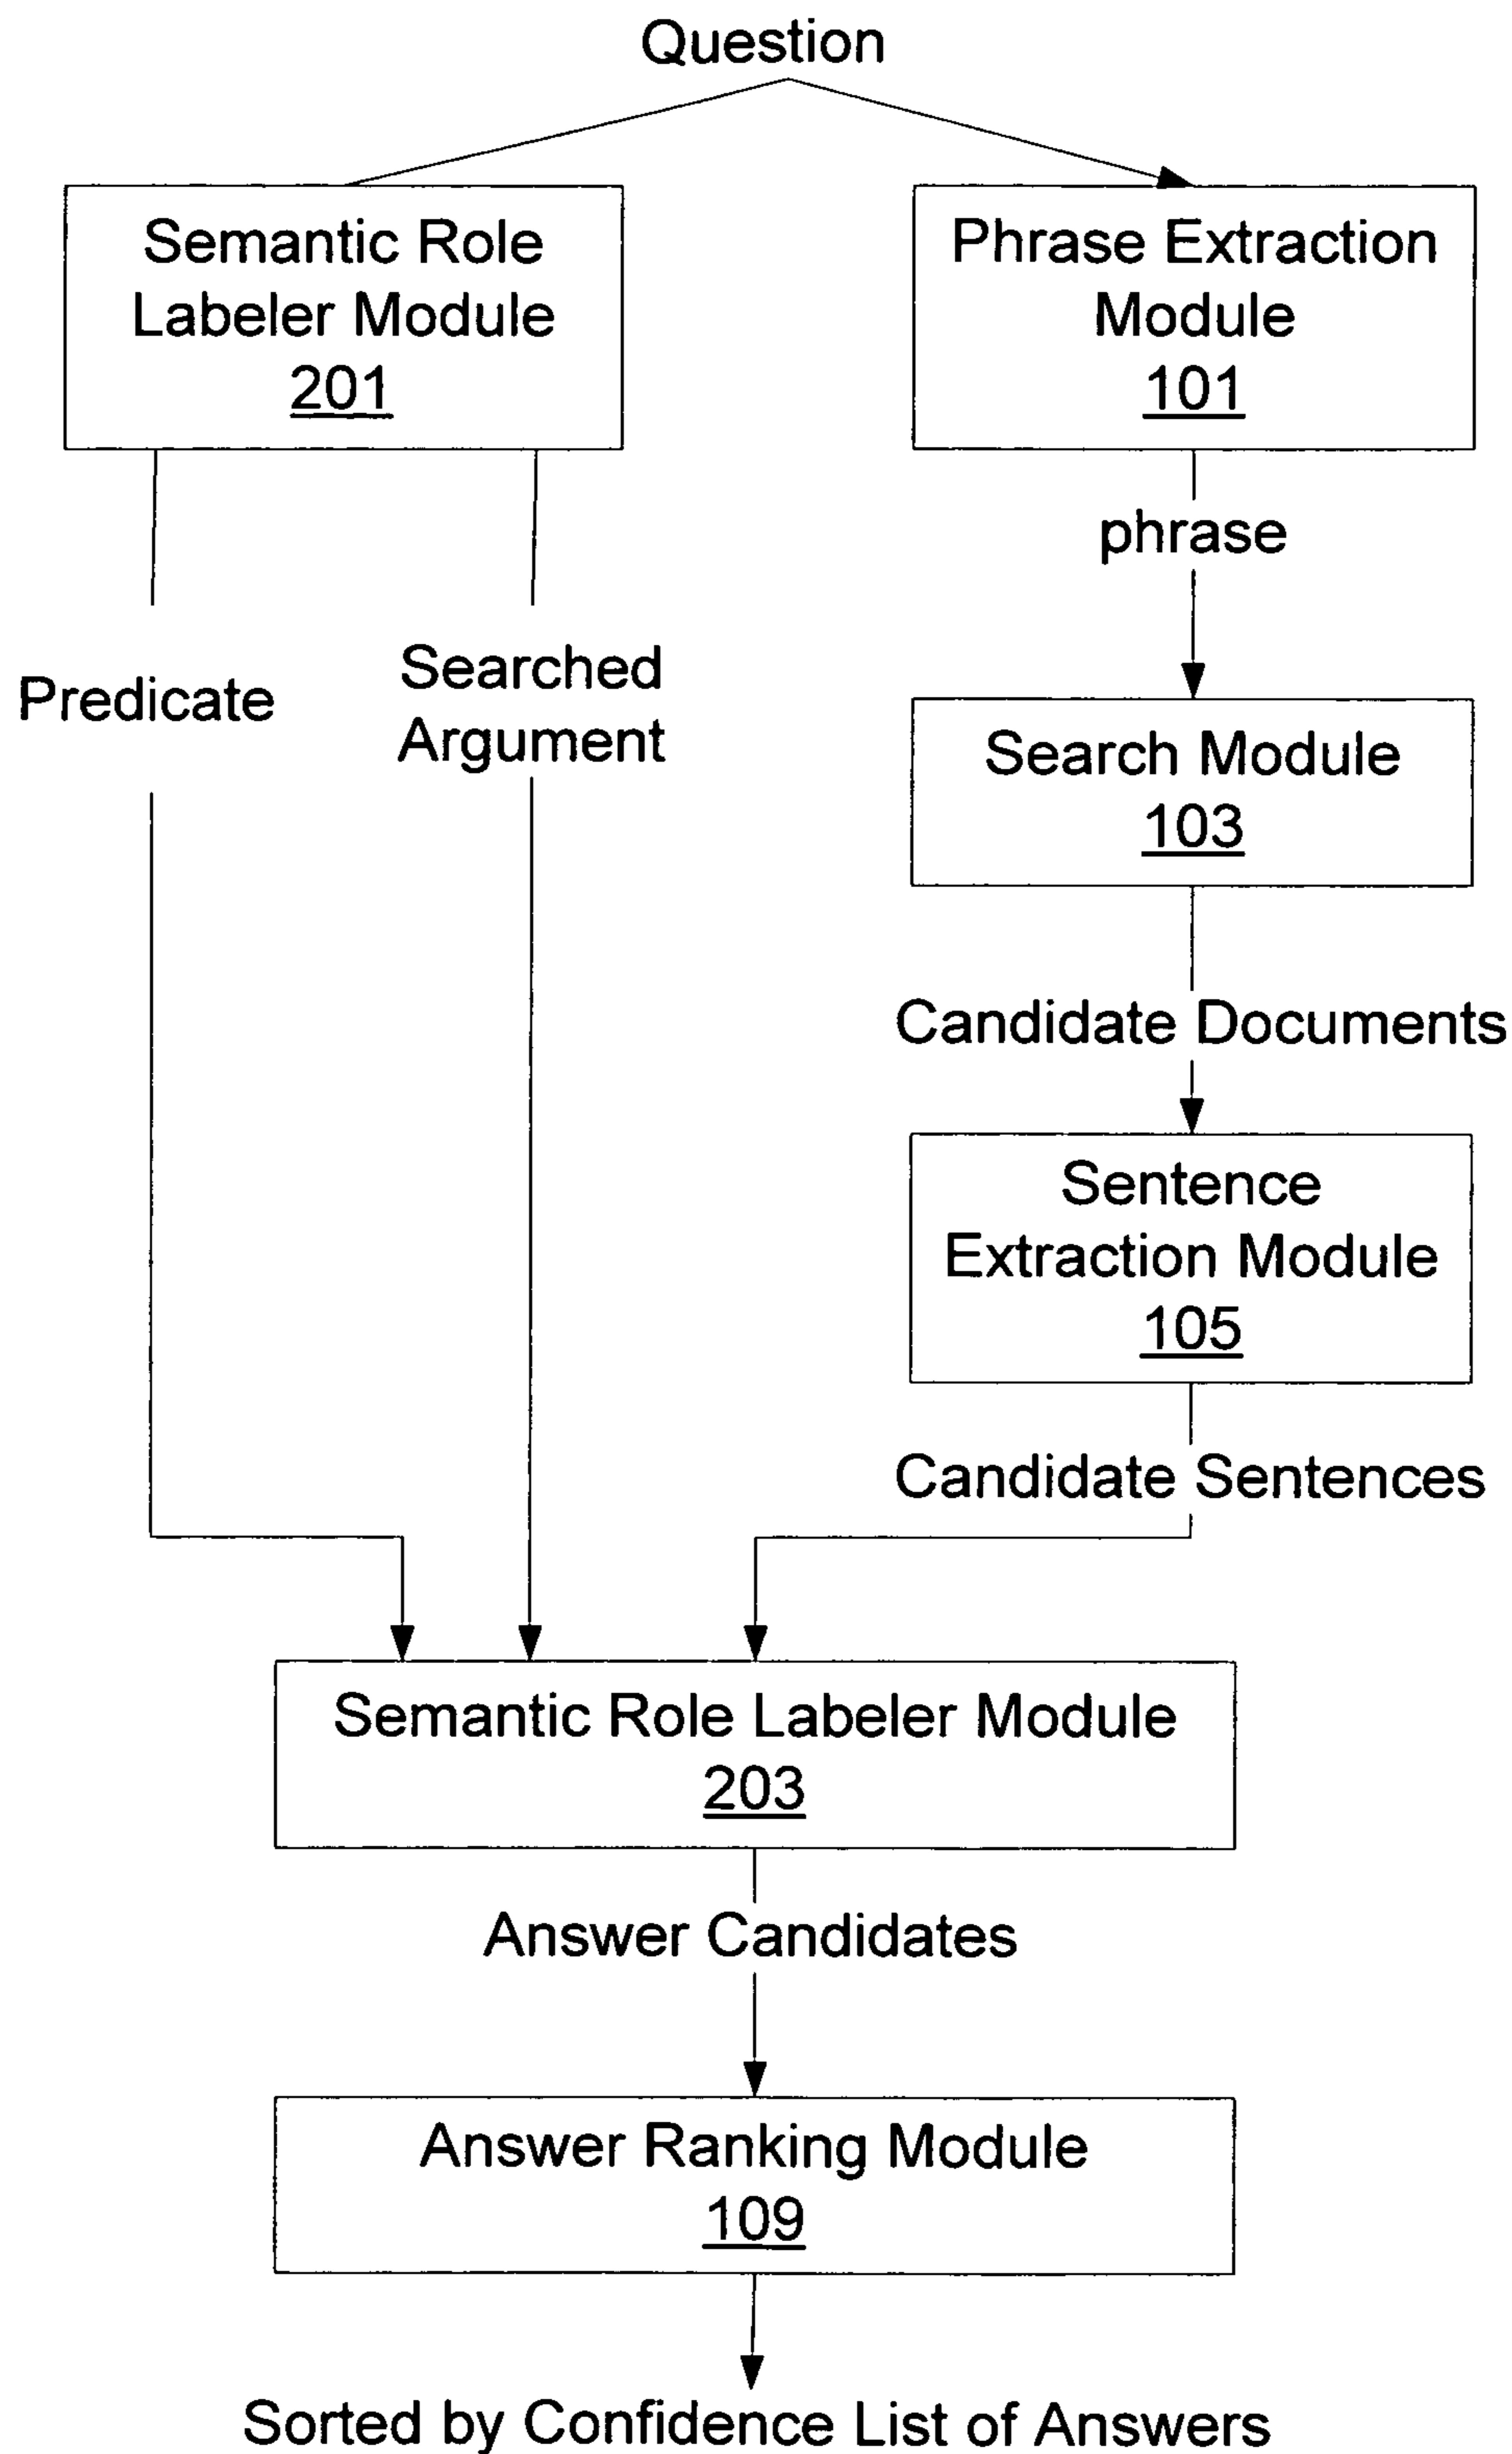 Question
Semantic Role
Labeler Module
201
Phrase Extraction
Module
101
phrase
Predicate
Searched
Argument
Search Module
103
Candidate Documents
Sentence
Extraction Module
105
Candidate Sentences
Semantic Role Labeler Module
203
Answer Candidates
Answer Ranking Module
109
Sorted by Confidence List of Answers